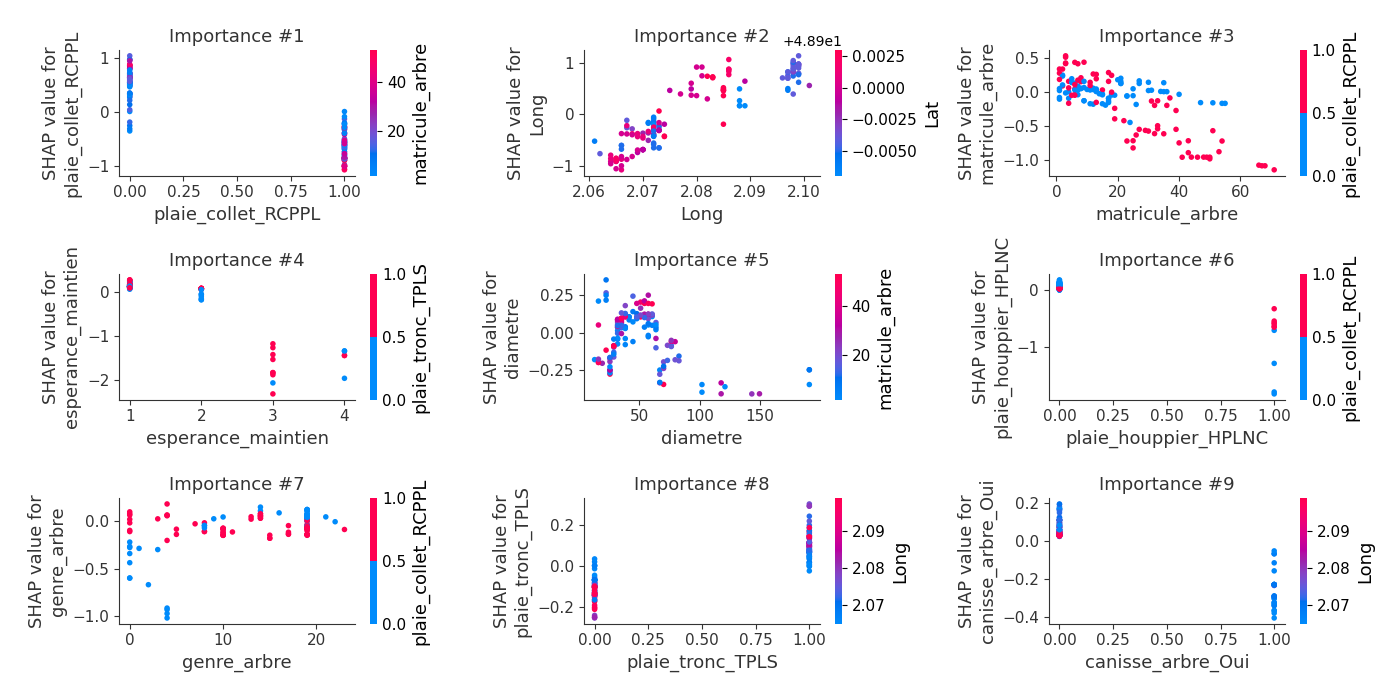 Importance #1
SHAP value for
plaie_collet_RCPPL
1
0
−1
0.00
0.25
0.50
0.75
1.00
plaie_collet_RCPPL
40
20
matricule_arbre
Importance #2
+4.89e1
SHAP value for
Long
1
0
−1
2.06
2.07
2.08
2.09
2.10
Long
0.0025
0.0000
−0.0025
−0.0050
Lat
Importance #3
SHAP value for
matricule_arbre
0.5
0.0
−0.5
−1.0
0
20
40
60
matricule_arbre
1.0
0.5
0.0
plaie_collet_RCPPL
Importance #4
SHAP value for
esperance_maintien
0
−1
−2
1
2
3
4
esperance_maintien
1.0
0.5
0.0
plaie_tronc_TPLS
Importance #5
SHAP value for
diametre
0.25
0.00
−0.25
50
100
150
diametre
40
20
matricule_arbre
Importance #6
SHAP value for
plaie_houppier_HPLNC
0
−1
0.00
0.25
0.50
0.75
1.00
plaie_houppier_HPLNC
1.0
0.5
0.0
plaie_collet_RCPPL
Importance #7
SHAP value for
genre_arbre
0.0
−0.5
−1.0
0
10
20
genre_arbre
1.0
0.5
0.0
plaie_collet_RCPPL
Importance #8
SHAP value for
plaie_tronc_TPLS
0.2
0.0
−0.2
0.00
0.25
0.50
0.75
1.00
plaie_tronc_TPLS
2.09
2.08
2.07
Long
Importance #9
SHAP value for
canisse_arbre_Oui
0.2
0.0
−0.2
−0.4
0.00
0.25
0.50
0.75
1.00
canisse_arbre_Oui
2.09
2.08
2.07
Long